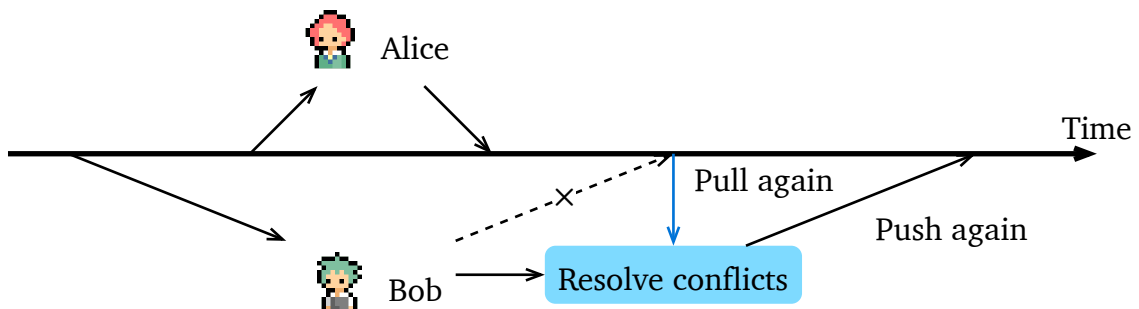 Alice
Time
Pull again
Push again
Bob
Resolve conflicts